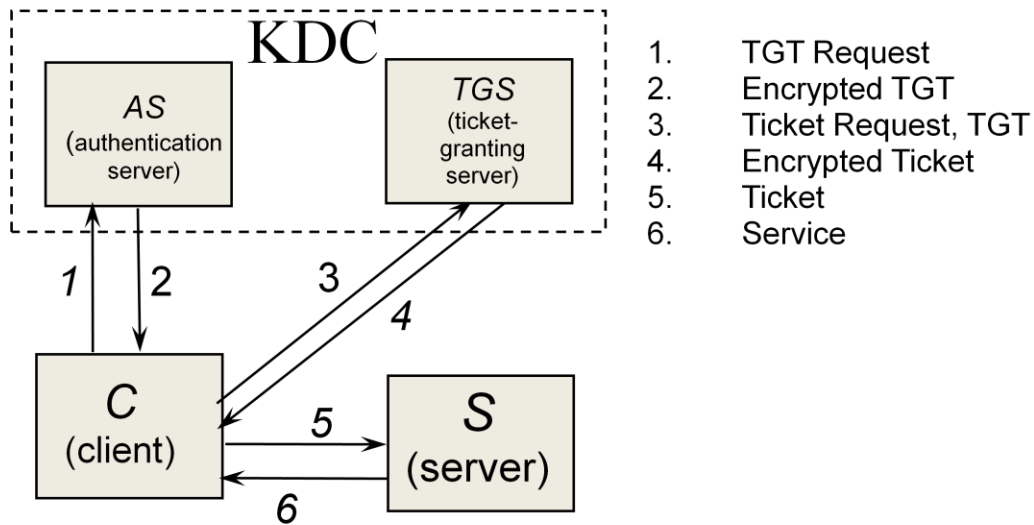 KDC
AS
(authentication
server)
TGS
(ticket-
granting
server)
1. TGT Request
2. Encrypted TGT
3. Ticket Request, TGT
4. Encrypted Ticket
5. Ticket
6. Service
1
2
3
4
C
(client)
5
6
S
(server)